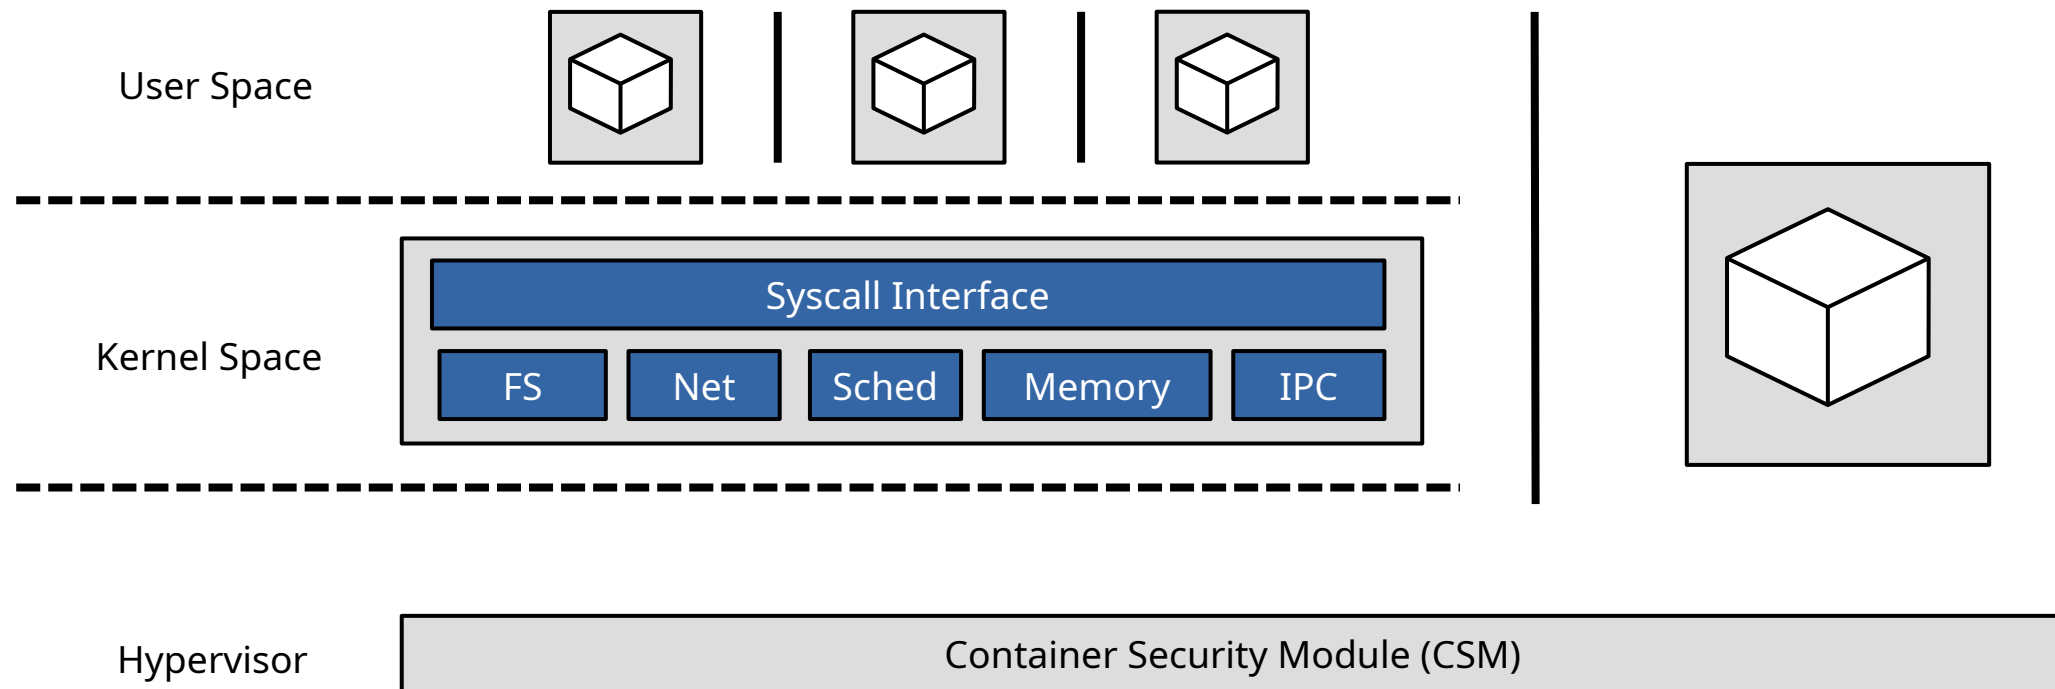 User Space
Syscall Interface
Kernel Space
FS
Net
Sched
Memory
IPC
Hypervisor
Container Security Module (CSM)